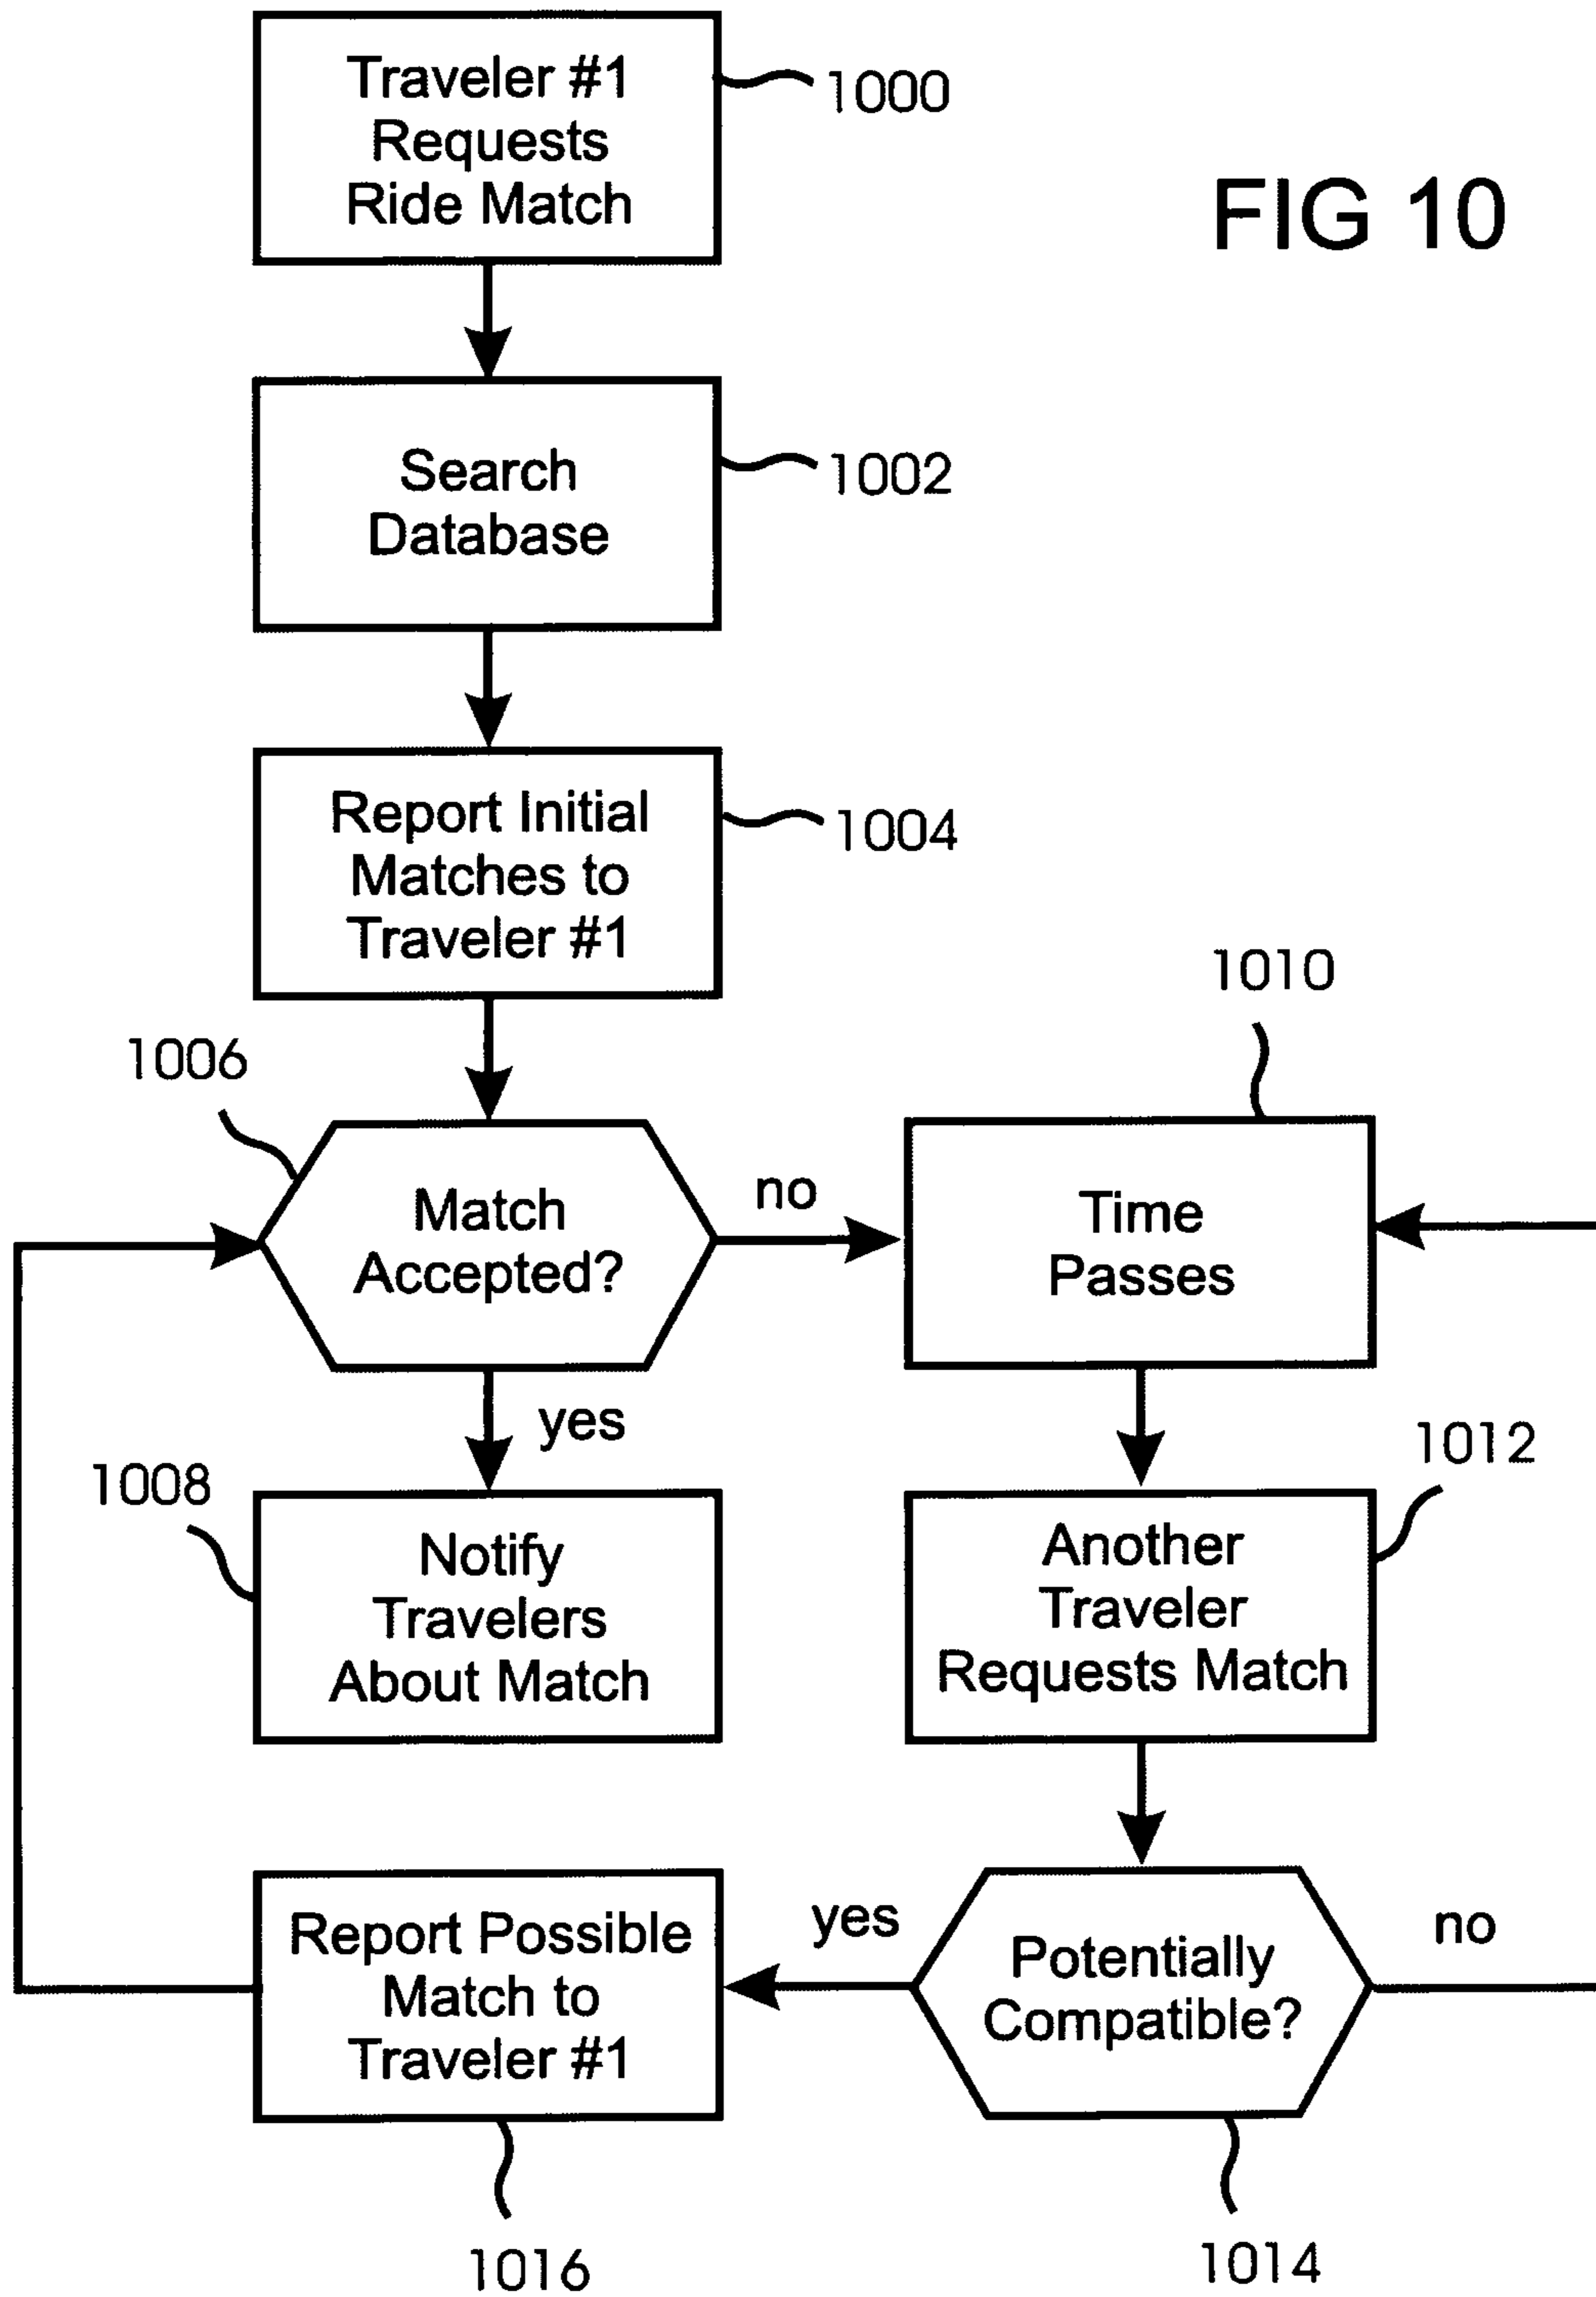 Traveler #1
Requests
Ride Match
1000
FIG 10
Search
Database
1002
Report Initial
Matches to
Traveler #1
1004
1006
Match
Accepted?
no
yes
1010
Time
Passes
1008
Notify
Travelers
About Match
1012
Another
Traveler
Requests Match
Report Possible
Match to
Traveler #1
1016
yes
Potentially
Compatible?
no
1014